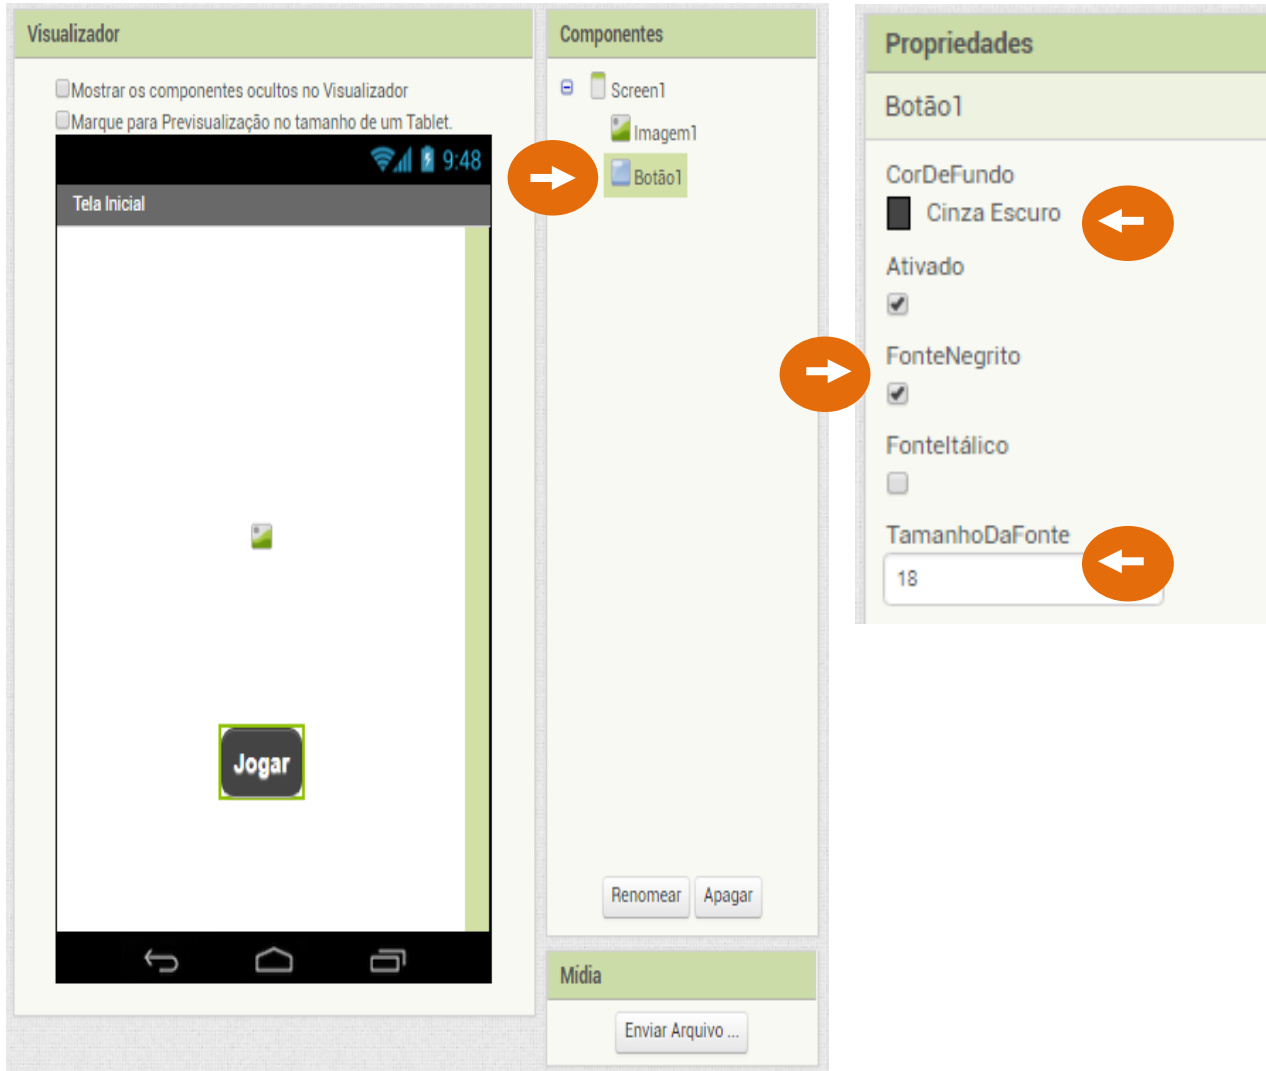 Visualizador
Mostrar os componentes ocultos no Visualizador
Marque para Previsualização no tamanho de um Tablet.
9:48
Tela Inicial
Jogar
Componentes
Screen1
Imagem1
Botão1
Renomear Apagar
Mídia
Enviar Arquivo ...
Propriedades
Botão1
CorDeFundo
Cinza Escuro
Ativado
FonteNegrito
FonteItálico
TamanhoDaFonte
18